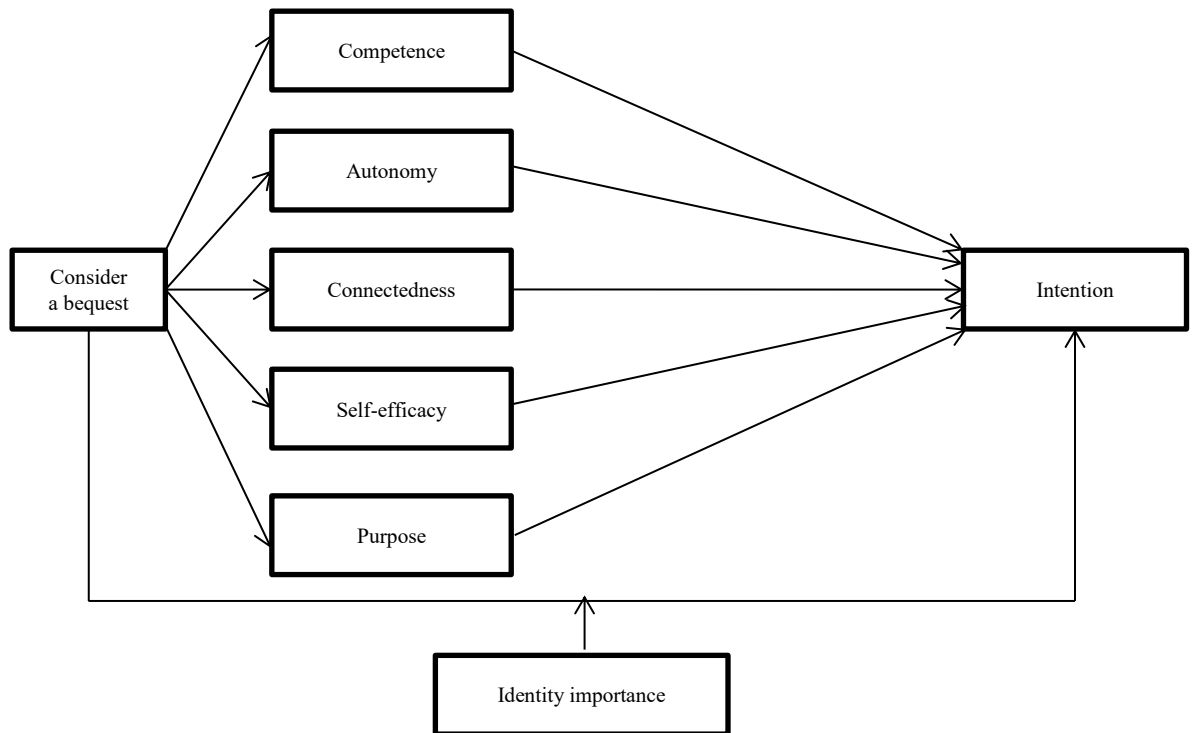 Competence
Autonomy
Consider
a bequest
Connectedness
Intention
Self-efficacy
Purpose
Identity importance